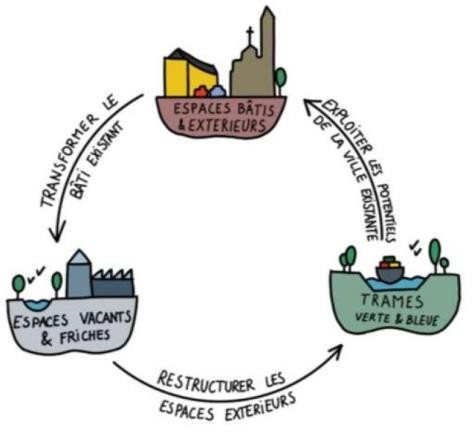 ESPACES BÂTIS
& EXTERIEURS
TRANSFORMER LE
BÂTI EXISTANT
EXPLOITER LES POTENTIELS
DE LA VILLE EXISTANTE
ESPACES VACANTS
& FRICHES
TRAMES
VERTE & BLEUE
RESTRUCTURER LES
ESPACES EXTERIEURS